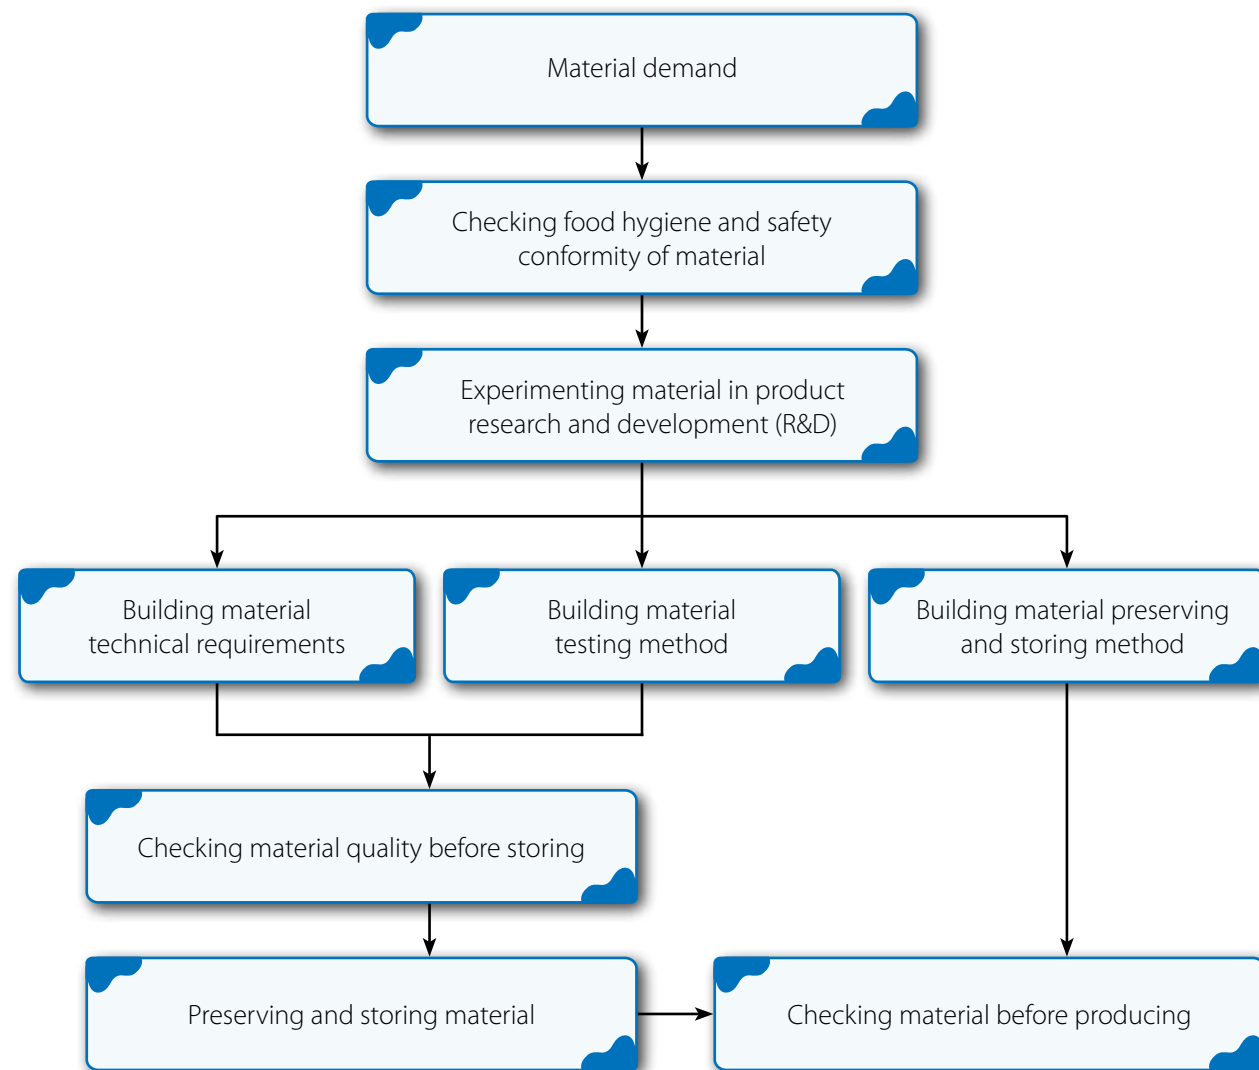 Material demand
Checking food hygiene and safety
conformity of material
Experimenting material in product
research and development (R&D)
Building material
technical requirements
Building material
testing method
Building material preserving
and storing method
Checking material quality before storing
Preserving and storing material
Checking material before producing